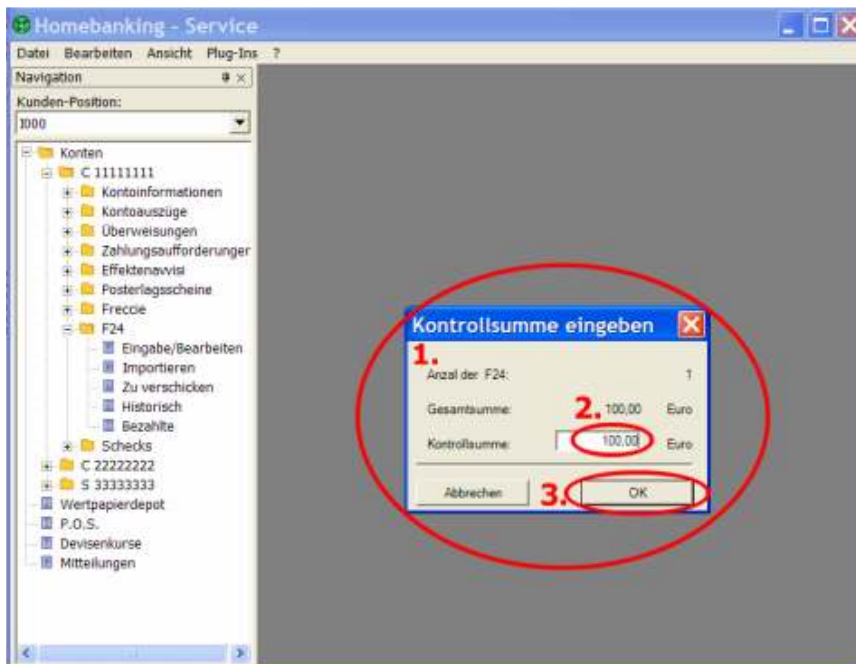 Homebanking - Service
Datei Bearbeiten Ansicht Plug-Ins ?
Navigation
Kunden-Position:
I000
Konten
C 11111111
Kontoinformationen
Kontoauszüge
Überweisungen
Zahlungsaufforderunger
Effektenavvisi
Posterlagsscheine
Freccie
F24
Eingabe/Bearbeiten
Importieren
Zu verschicken
Historisch
Bezahlte
Schecks
C 22222222
S 33333333
Wertpapierdepot
P.O.S.
Devisenkurse
Mitteilungen
Kontrollsumme eingeben
1.
Anzal der F24: 1
Gesamtsumme: 2. 100,00 Euro
Kontrollsumme: 100,00 Euro
Abbrechen 3. OK